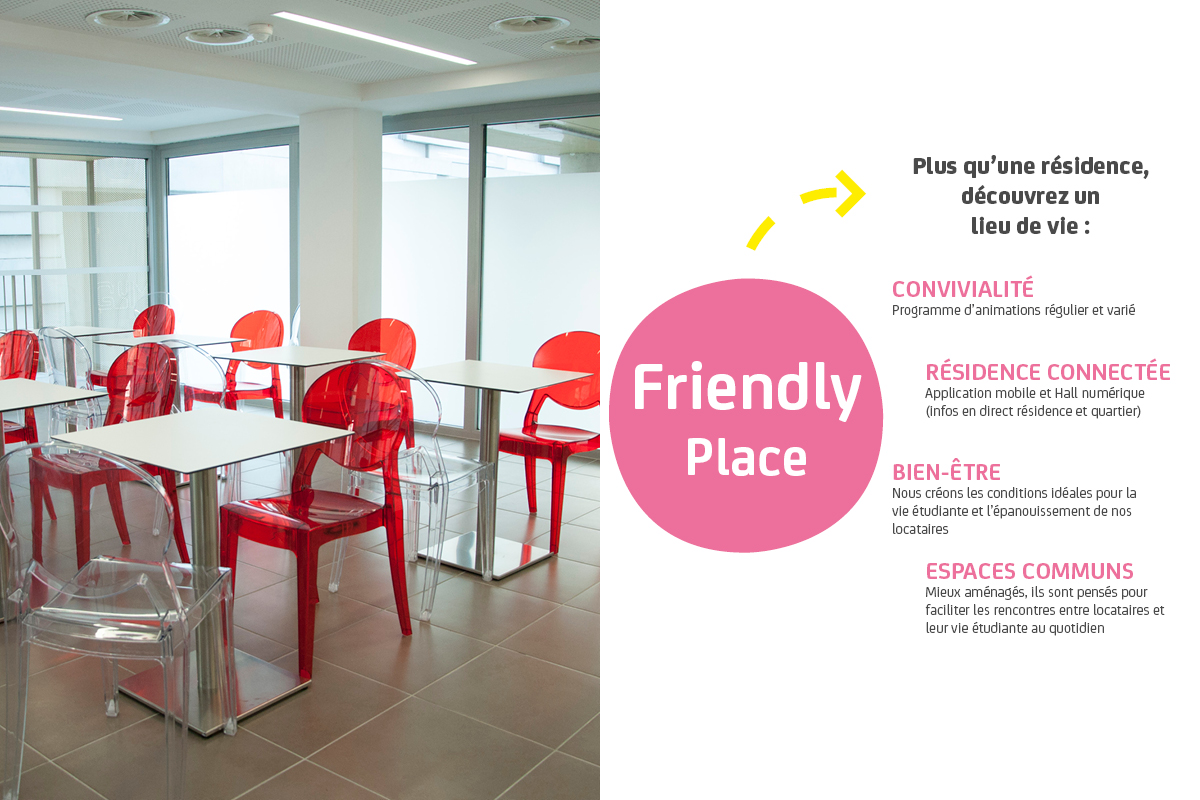 Plus qu’une résidence,
découvrez un
lieu de vie :
Friendly
Place
CONVIVIALITÉ
Programme d’animations régulier et varié
RÉSIDENCE CONNECTÉE
Application mobile et Hall numérique
(infos en direct résidence et quartier)
BIEN-ÊTRE
Nous créons les conditions idéales pour la
vie étudiante et l’épanouissement de nos
locataires
ESPACES COMMUNS
Mieux aménagés, ils sont pensés pour
faciliter les rencontres entre locataires et
leur vie étudiante au quotidien